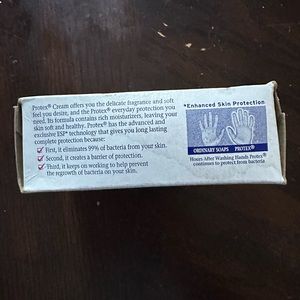 Protex® Cream offers you the delicate fragrance and soft
feel you desire, and the Protex® everyday protection you
need. Its formula contains rich moisturizers, leaving your
skin soft and healthy. Protex® has the advanced and
exclusive ESP* technology that gives you long lasting
complete protection because:
First, it eliminates 99% of bacteria from your skin.
Second, it creates a barrier of protection.
Third, it keeps on working to help prevent
the regrowth of bacteria on your skin.
*Enhanced Skin Protection
ORDINARY SOAPS PROTEX®
Hours After Washing Hands Protex®
continues to protect from bacteria